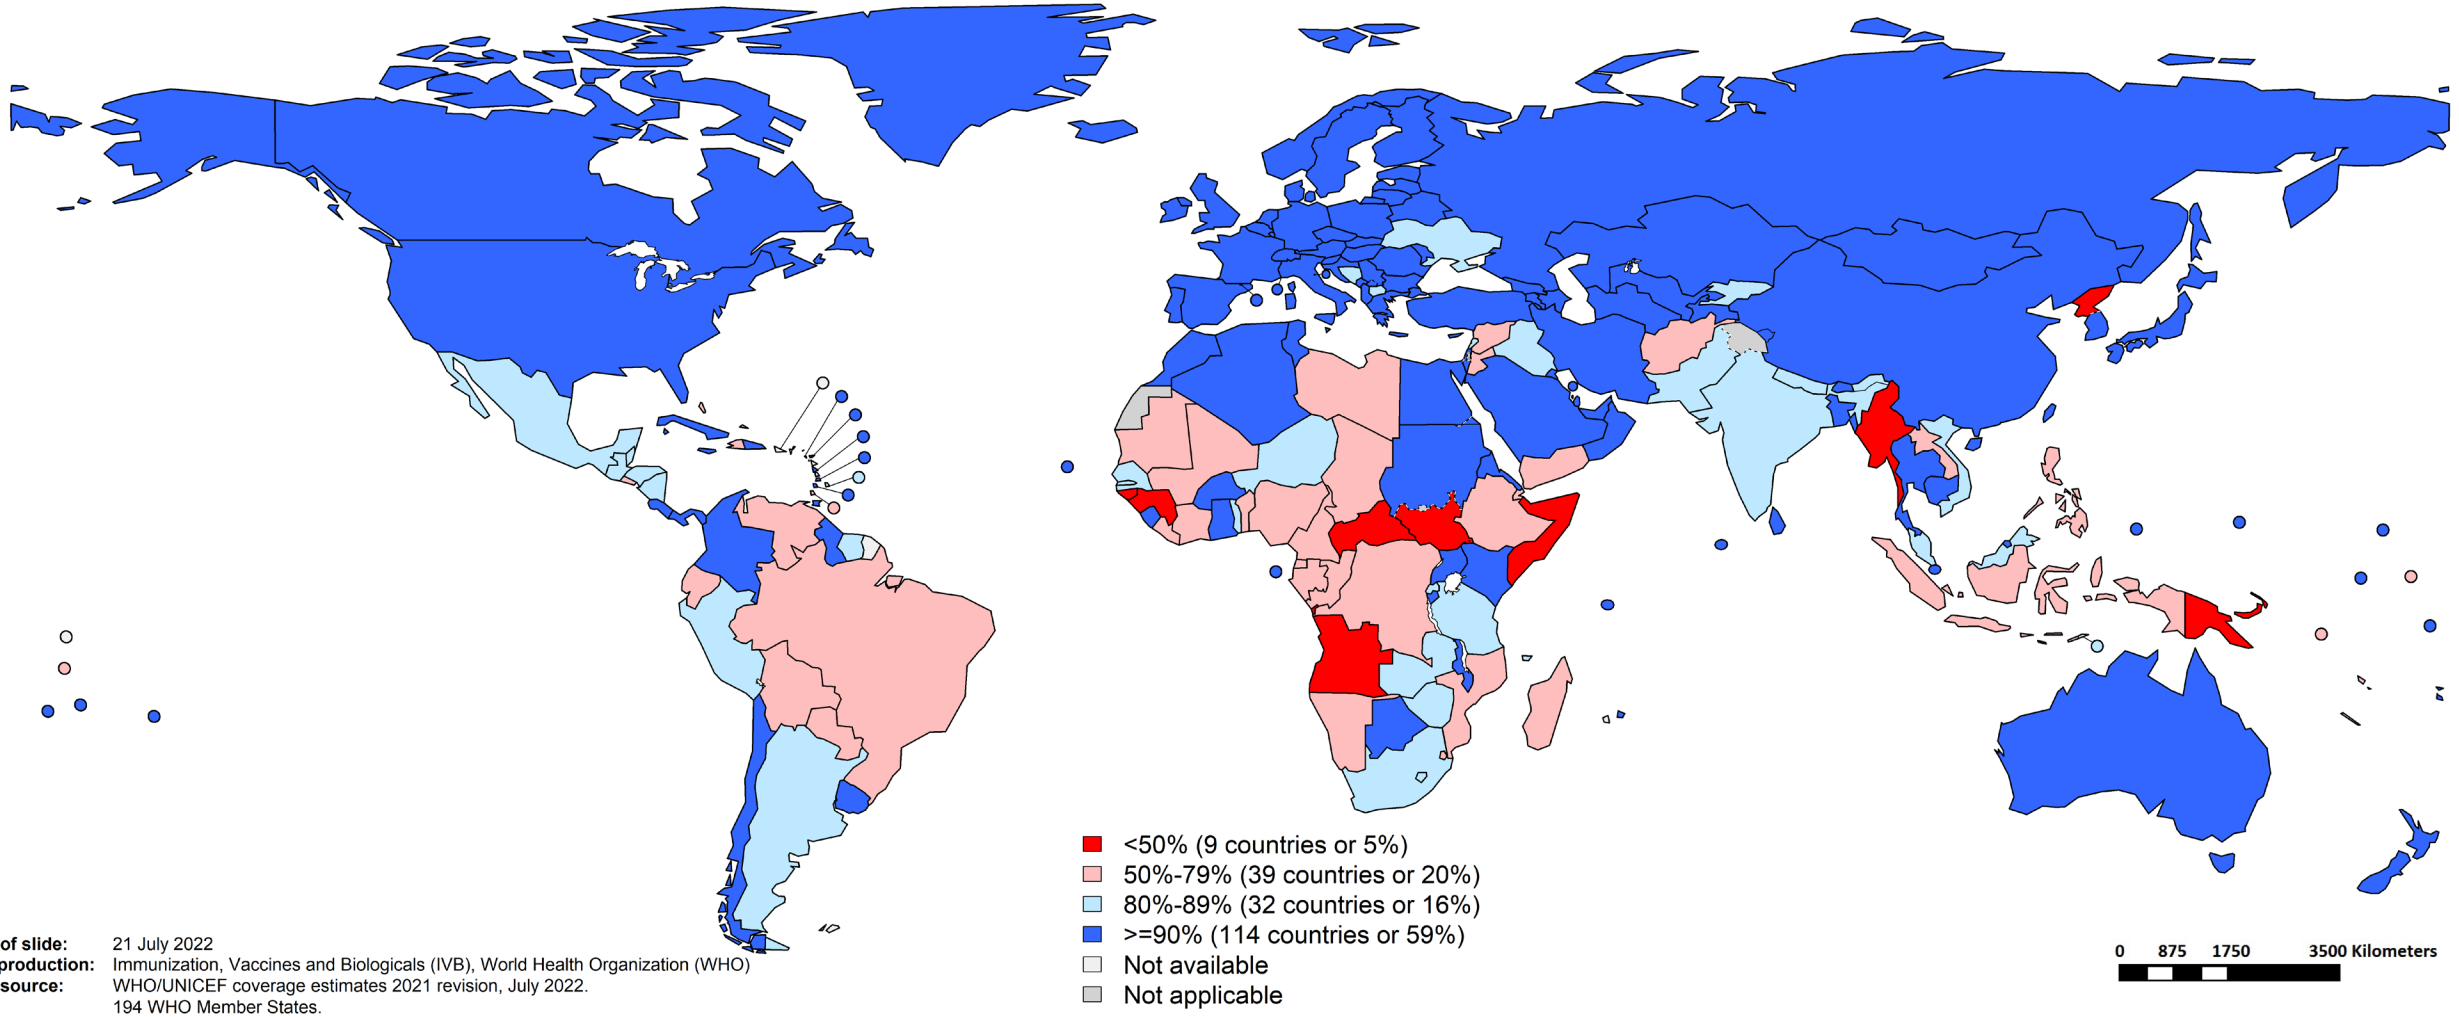 <50% (9 countries or 5%)
50%-79% (39 countries or 20%)
80%-89% (32 countries or 16%)
>=90% (114 countries or 59%)
Not available
Not applicable
of slide: 21 July 2022
production: Immunization, Vaccines and Biologicals (IVB), World Health Organization (WHO)
source: WHO/UNICEF coverage estimates 2021 revision, July 2022.
194 WHO Member States.
0 875 1750 3500 Kilometers